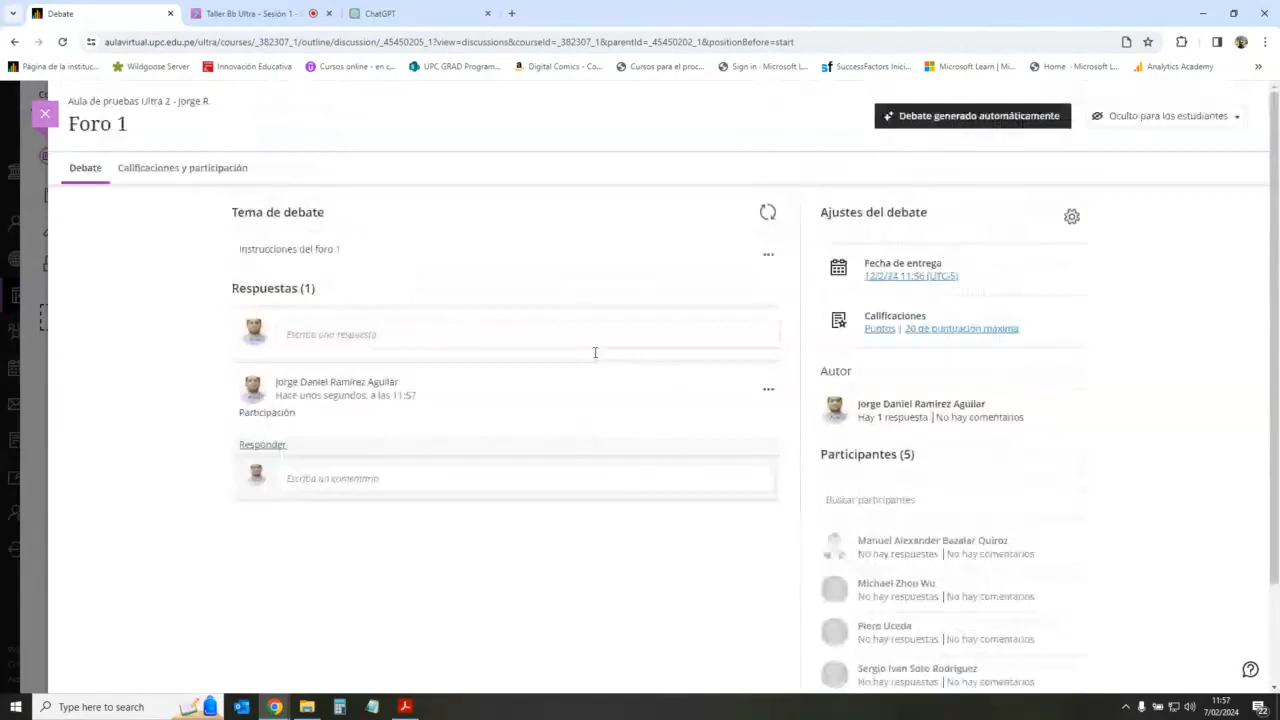 Debate
Taller Bb Ultra - Sesión 1 -
ChatGPT
aulavirtual.upc.edu.pe/ultra/courses/_382307_1/outline/discussion/_45450205_1?view=discussions&courseId=_382307_1&parentId=_45450202_1&positionBefore=start
Página de la instituc...
Wildgoose Server
Innovación Educativa
Cursos online - en c...
UPC GRAD Program...
Digital Comics - Co...
Cursos para el proc...
Sign in - Microsoft L...
SuccessFactors Inici...
Microsoft Learn | Mi...
Home - Microsoft L...
Analytics Academy
Aula de pruebas Ultra 2 - Jorge R.
Foro 1
Debate generado automáticamente
Oculto para los estudiantes
Debate
Calificaciones y participación
Tema de debate
Instrucciones del foro 1
Respuestas (1)
Escriba una respuesta
Jorge Daniel Ramirez Aguilar
Hace unos segundos, a las 11:57
Participación
Responder
Escriba un comentario
Ajustes del debate
Fecha de entrega
12/2/24 11:56 (UTC-5)
Calificaciones
Puntos | 20 de puntuación máxima
Autor
Jorge Daniel Ramirez Aguilar
Hay 1 respuesta | No hay comentarios
Participantes (5)
Buscar participantes
Manuel Alexander Bazalar Quiroz
No hay respuestas | No hay comentarios
Michael Zhou Wu
No hay respuestas | No hay comentarios
Piero Uceda
No hay respuestas | No hay comentarios
Sergio Ivan Soto Rodriguez
No hay respuestas | No hay comentarios
Type here to search
11:57
7/02/2024
22